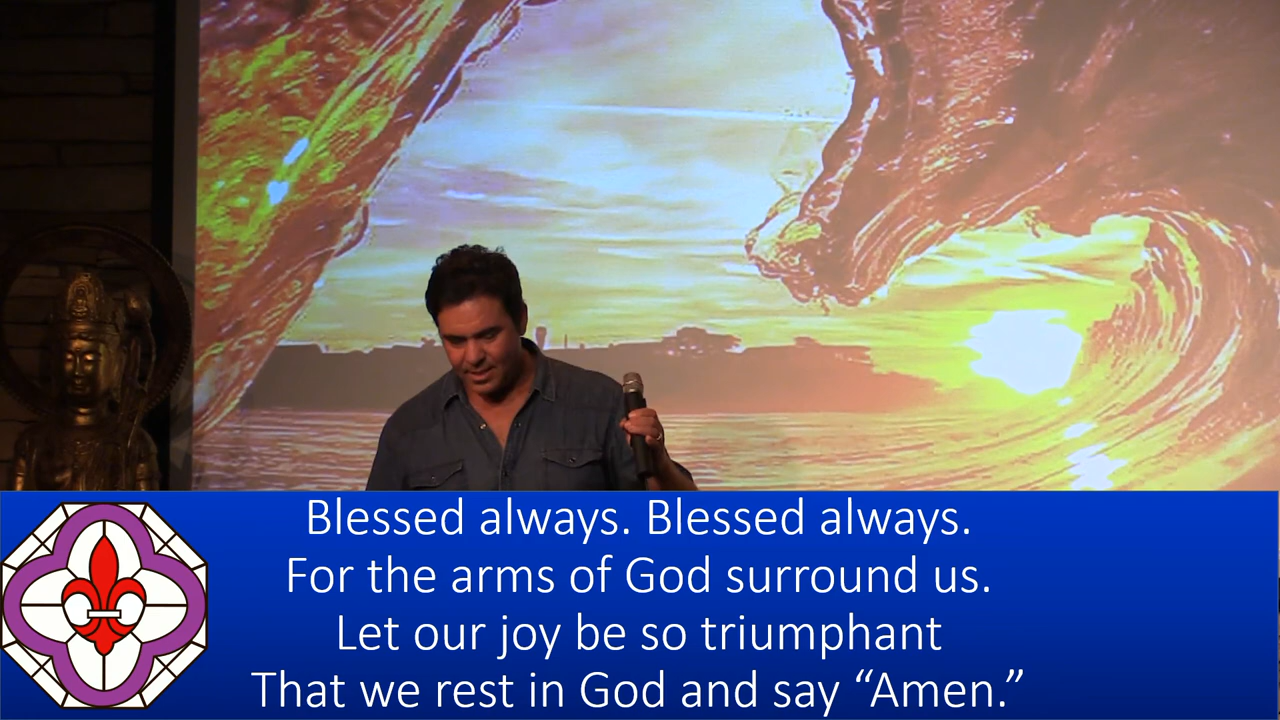 Blessed always. Blessed always.
For the arms of God surround us.
Let our joy be so triumphant
That we rest in God and say “Amen.”